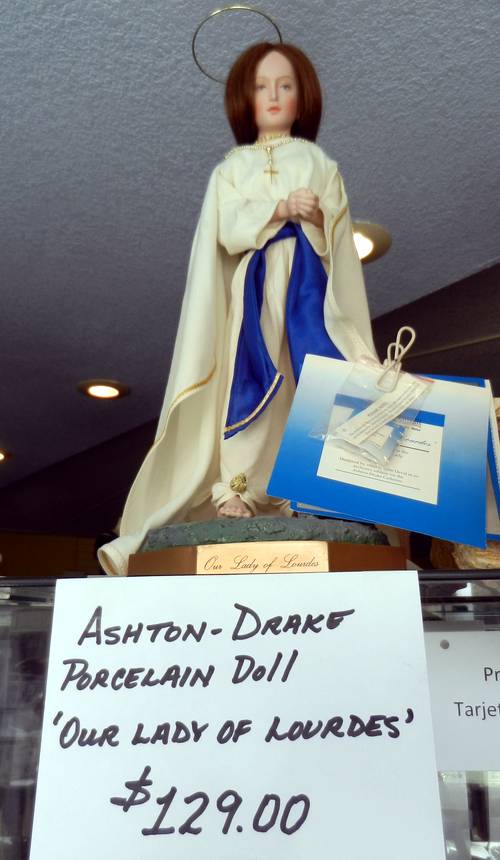 Our Lady of Lourdes
ASHTON-DRAKE
PORCELAIN Doll
'OUR LADY OF LOURDES'
$129.00
Pr
Tarjet